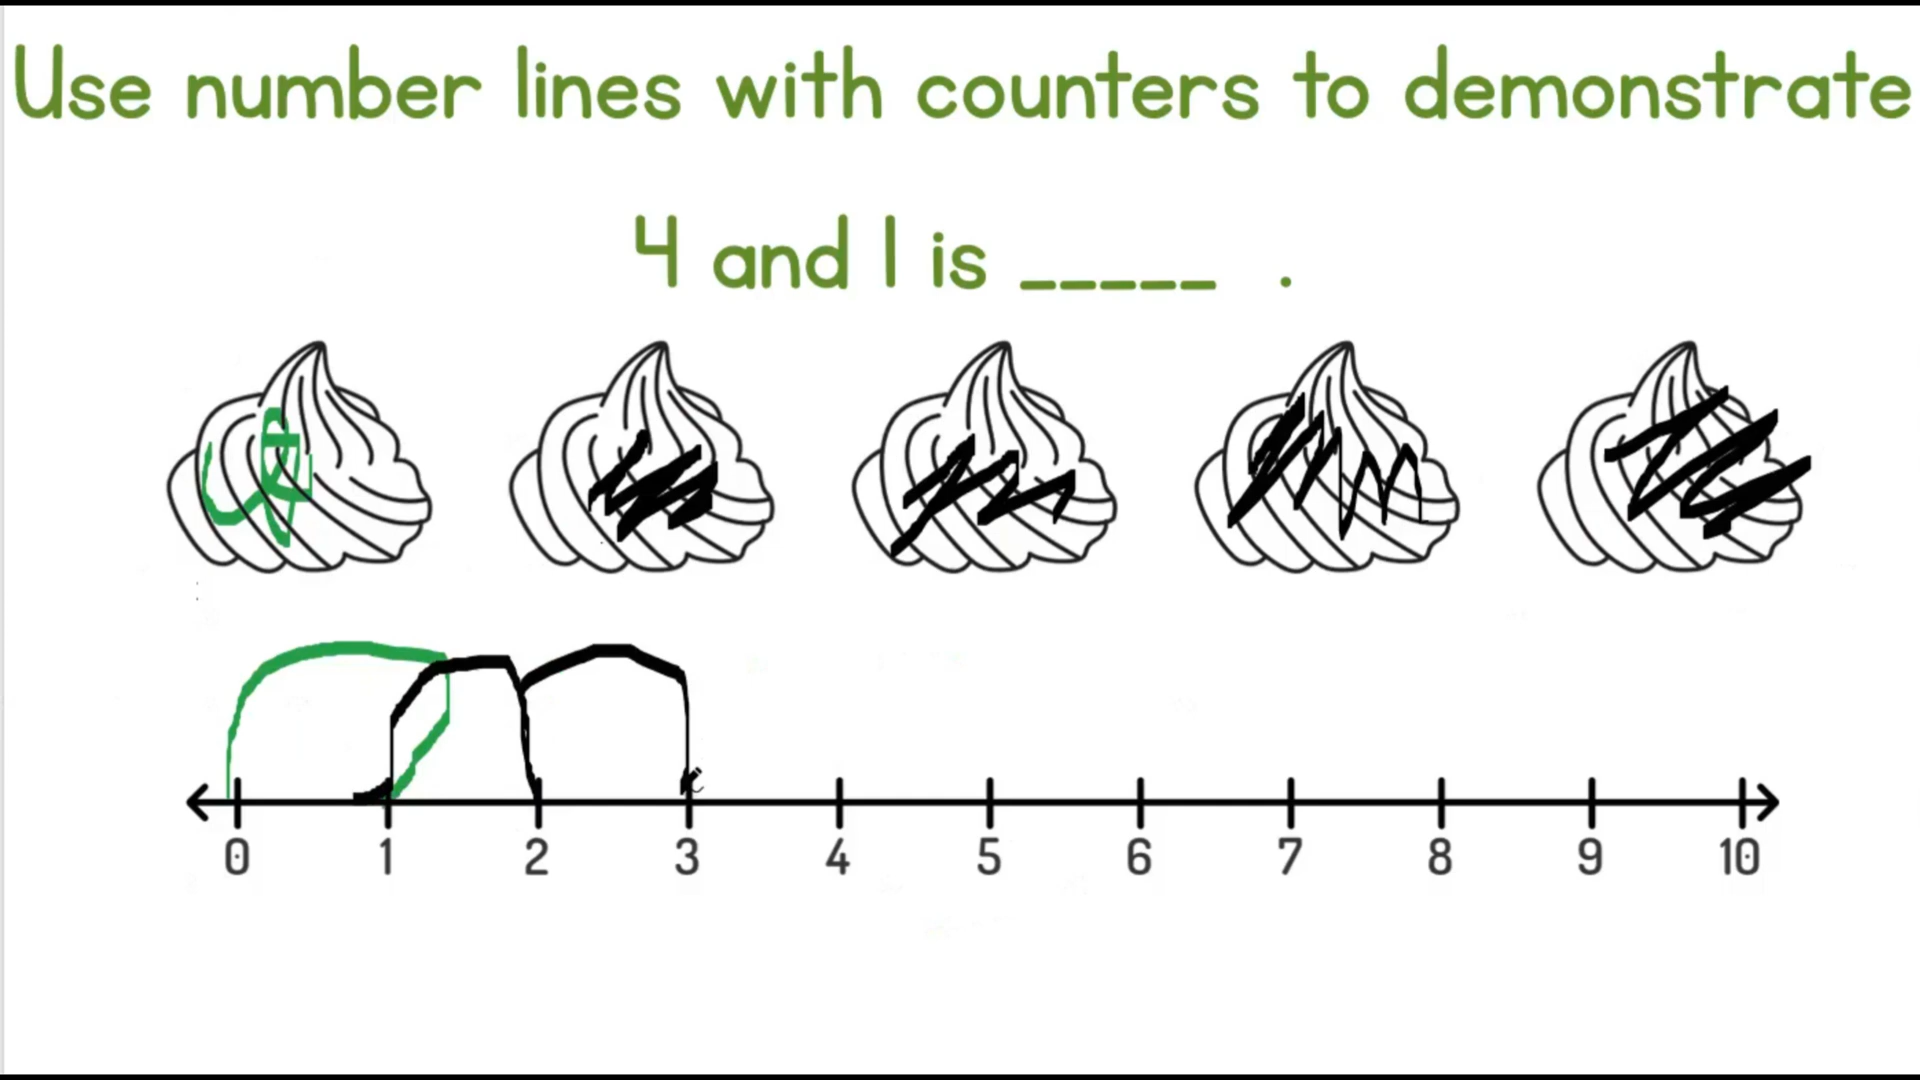 Use number lines with counters to demonstrate
4 and 1 is _____ .
0 1 2 3 4 5 6 7 8 9 10